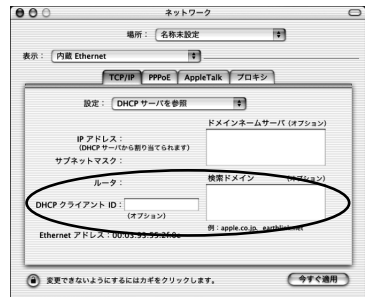 ネットワーク
場所： 名称未設定
表示： 内蔵 Ethernet
TCP/IP PPPoE AppleTalk プロキシ
設定： DHCP サーバを参照
ドメインネームサーバ (オプション)
IP アドレス：
(DHCP サーバから割り当てられます)
サブネットマスク：
ルータ：
検索ドメイン (オプション)
DHCP クライアント ID：
(オプション)
例：apple.co.jp、earthlink.net
Ethernet アドレス：
変更できないようにするにはカギをクリックします。
今すぐ適用